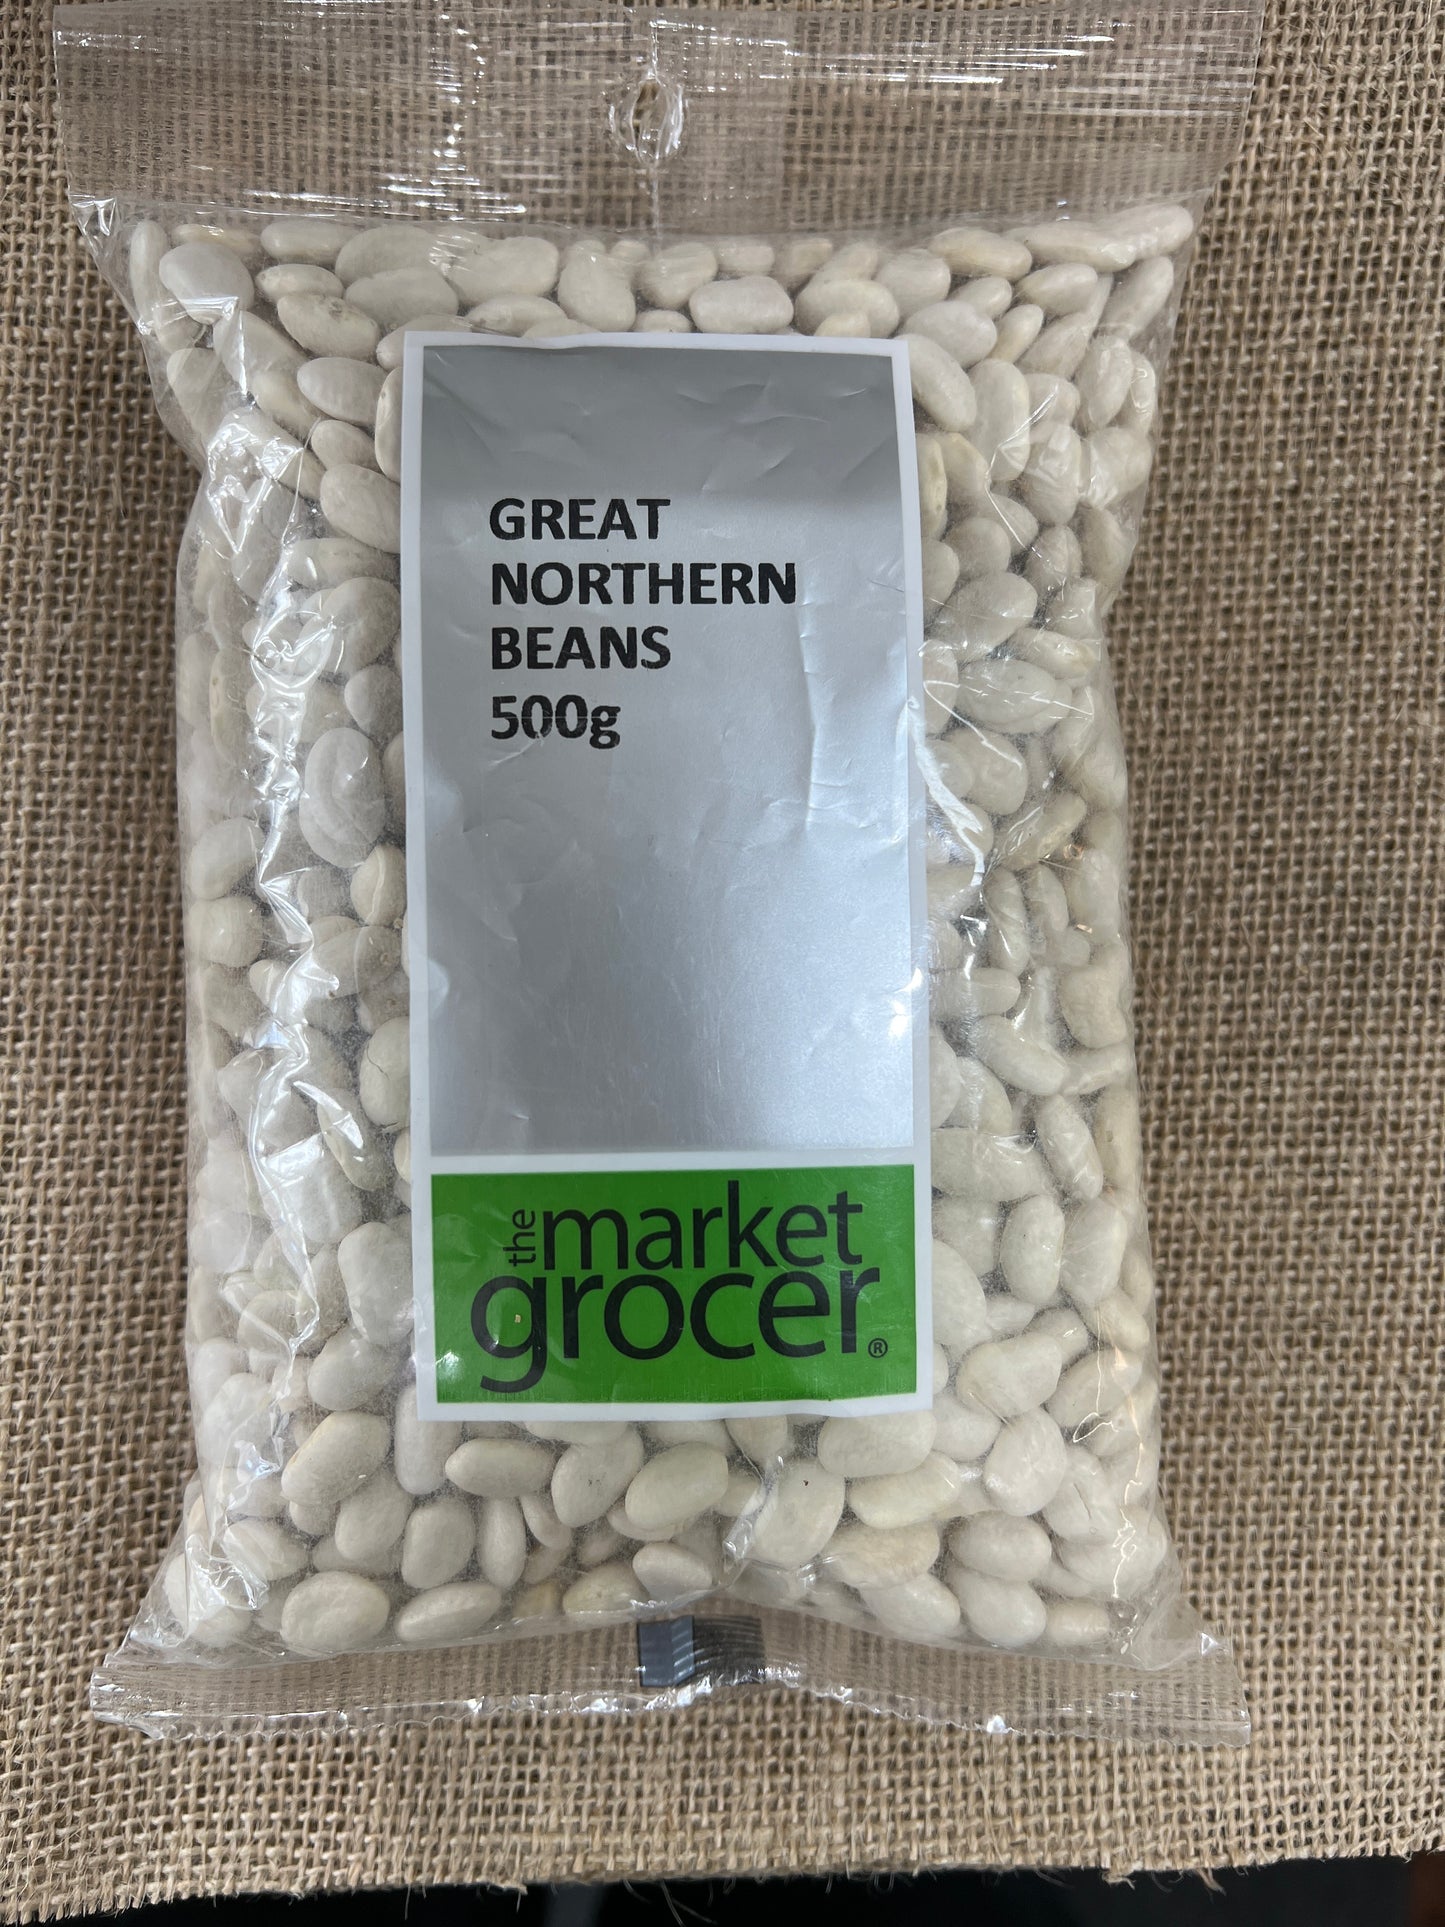 GREAT
NORTHERN
BEANS
500g
the market
grocer®